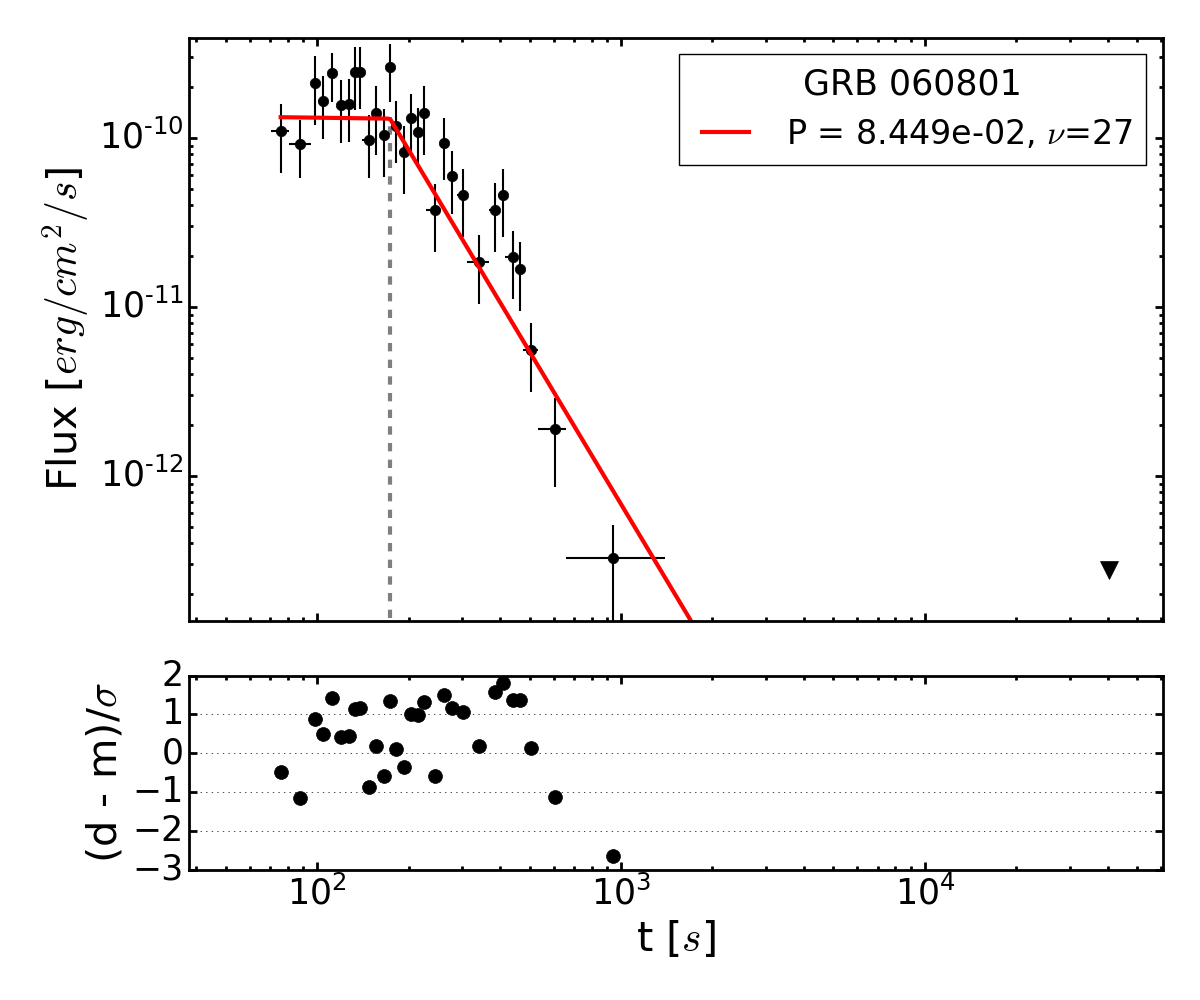 GRB 060801
P = 8.449e-02, ν=27
Flux [erg/cm²/s]
10⁻¹⁰
10⁻¹¹
10⁻¹²
(d - m)/σ
2
1
0
−1
−2
−3
10²
10³
10⁴
t [s]